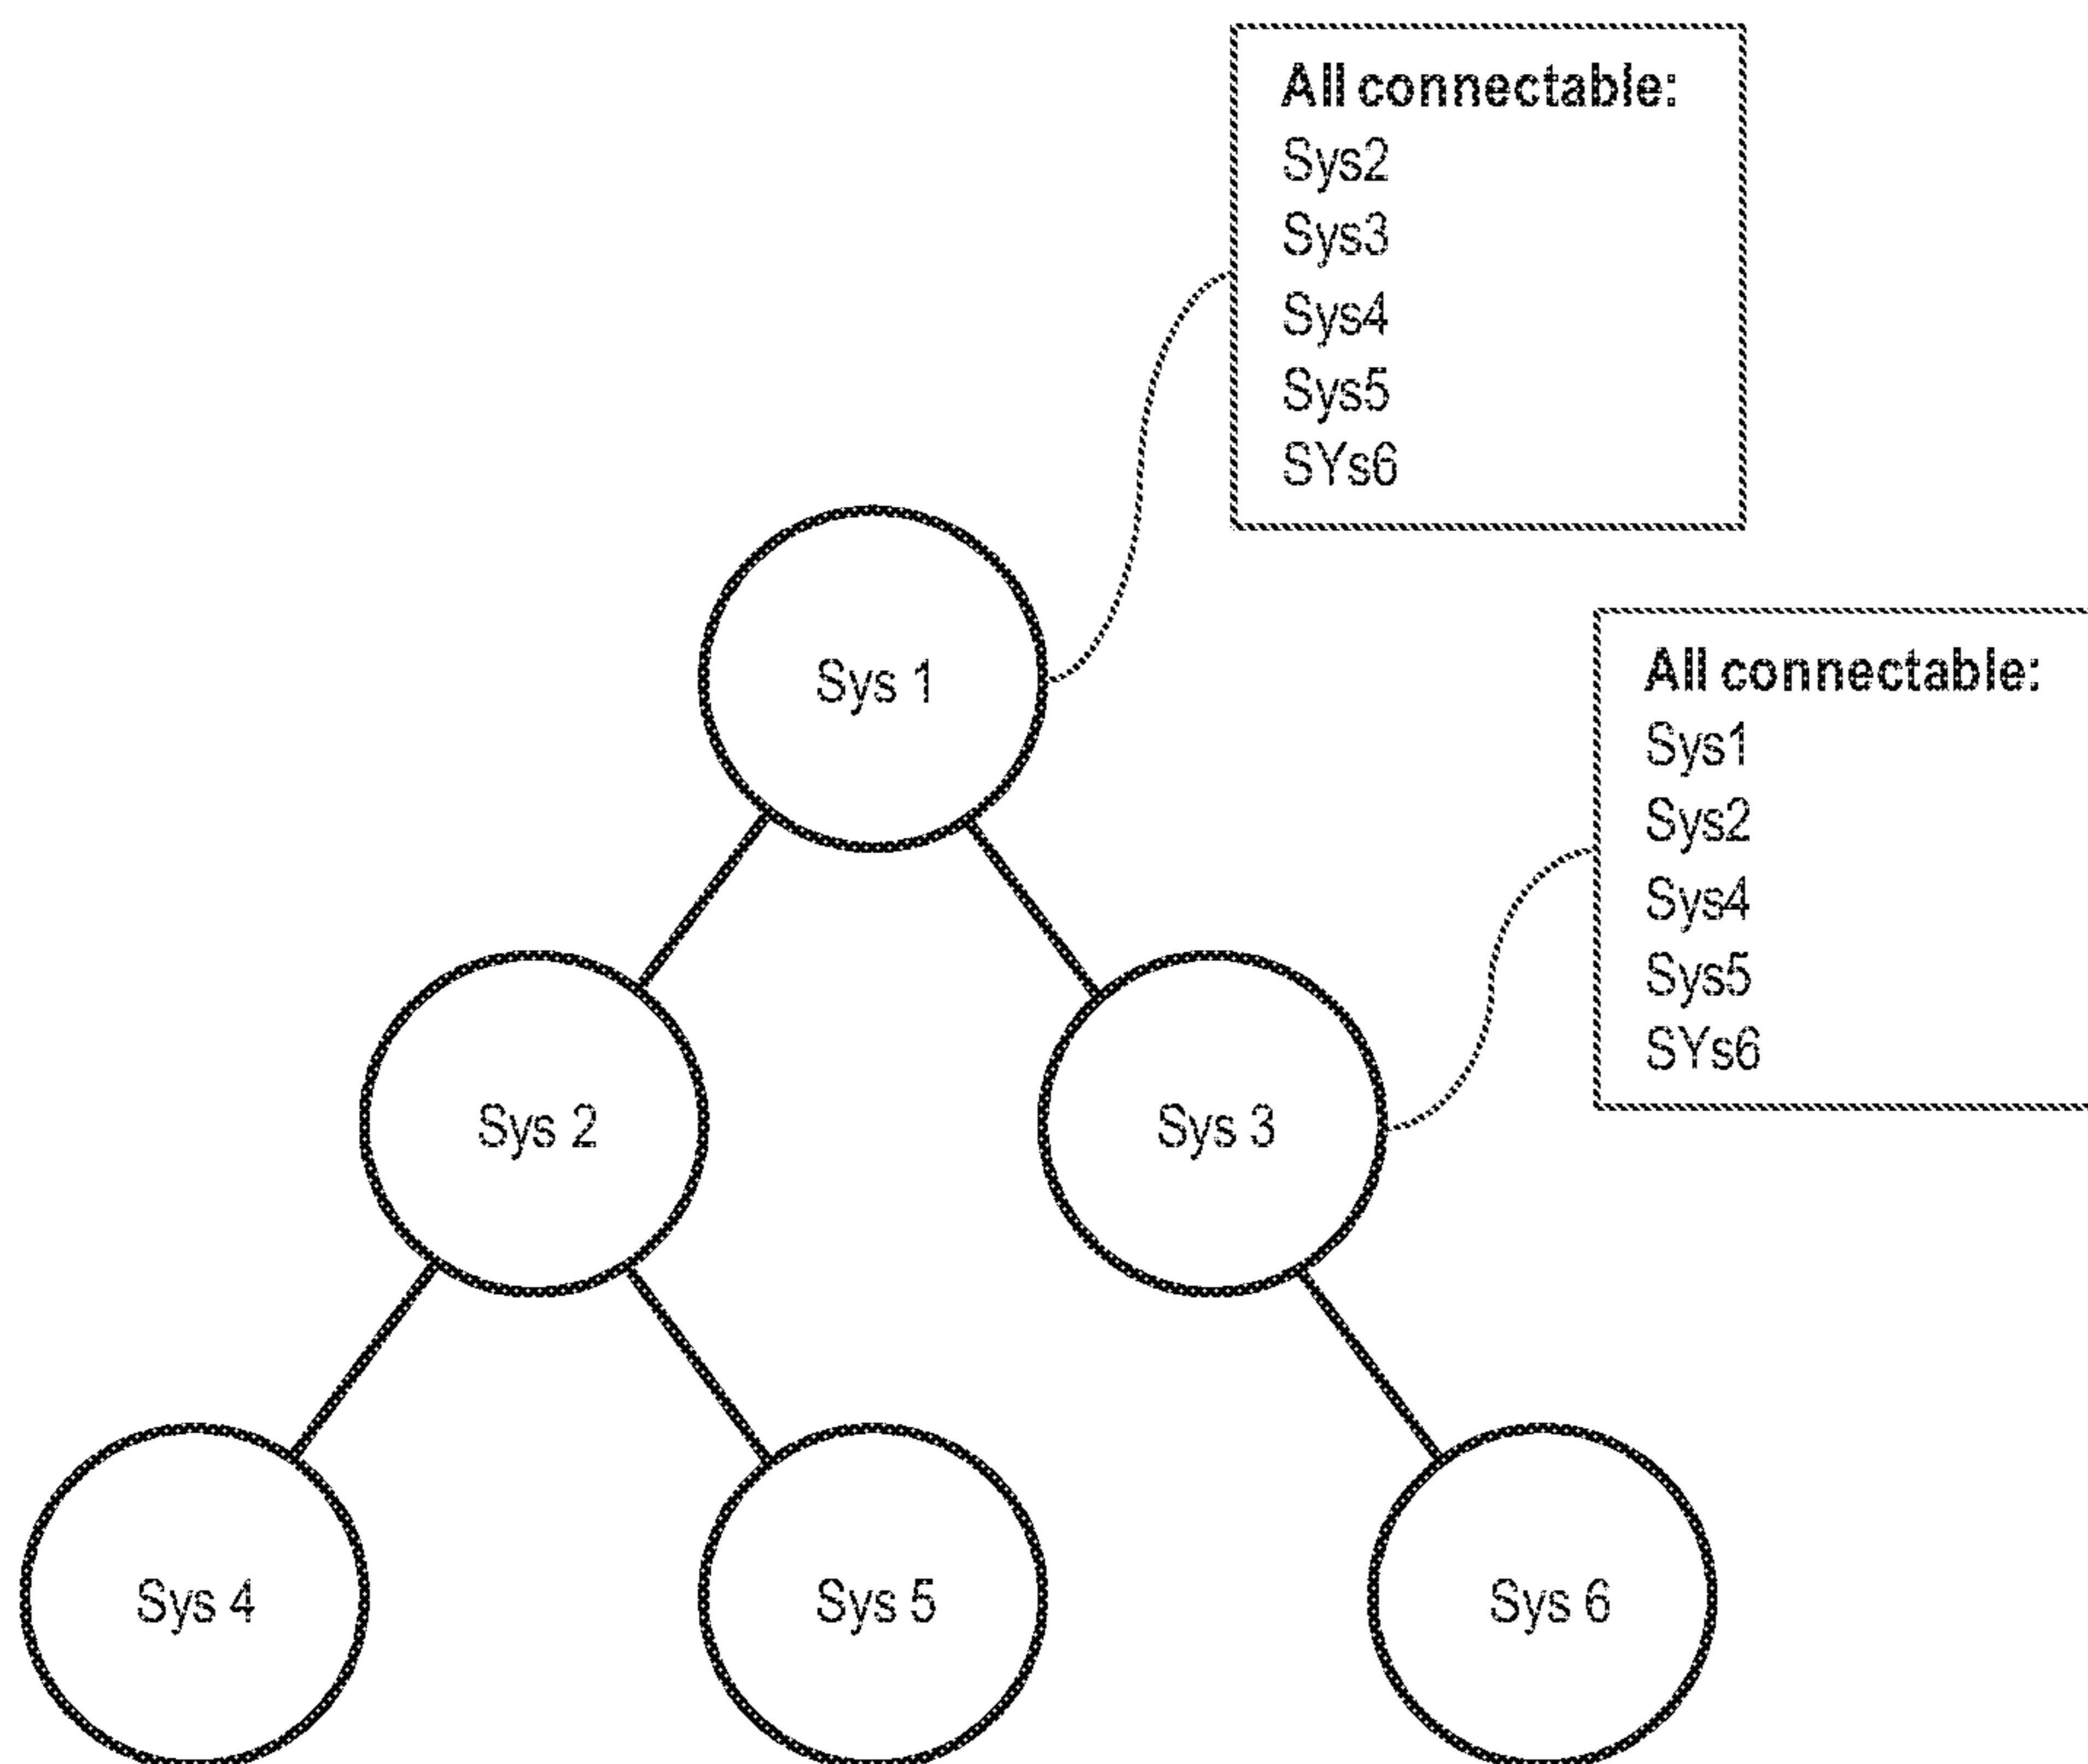 All connectable:
Sys2
Sys3
Sys4
Sys5
SYs6
Sys 1
All connectable:
Sys1
Sys2
Sys4
Sys5
SYs6
Sys 2
Sys 3
Sys 4
Sys 5
Sys 6